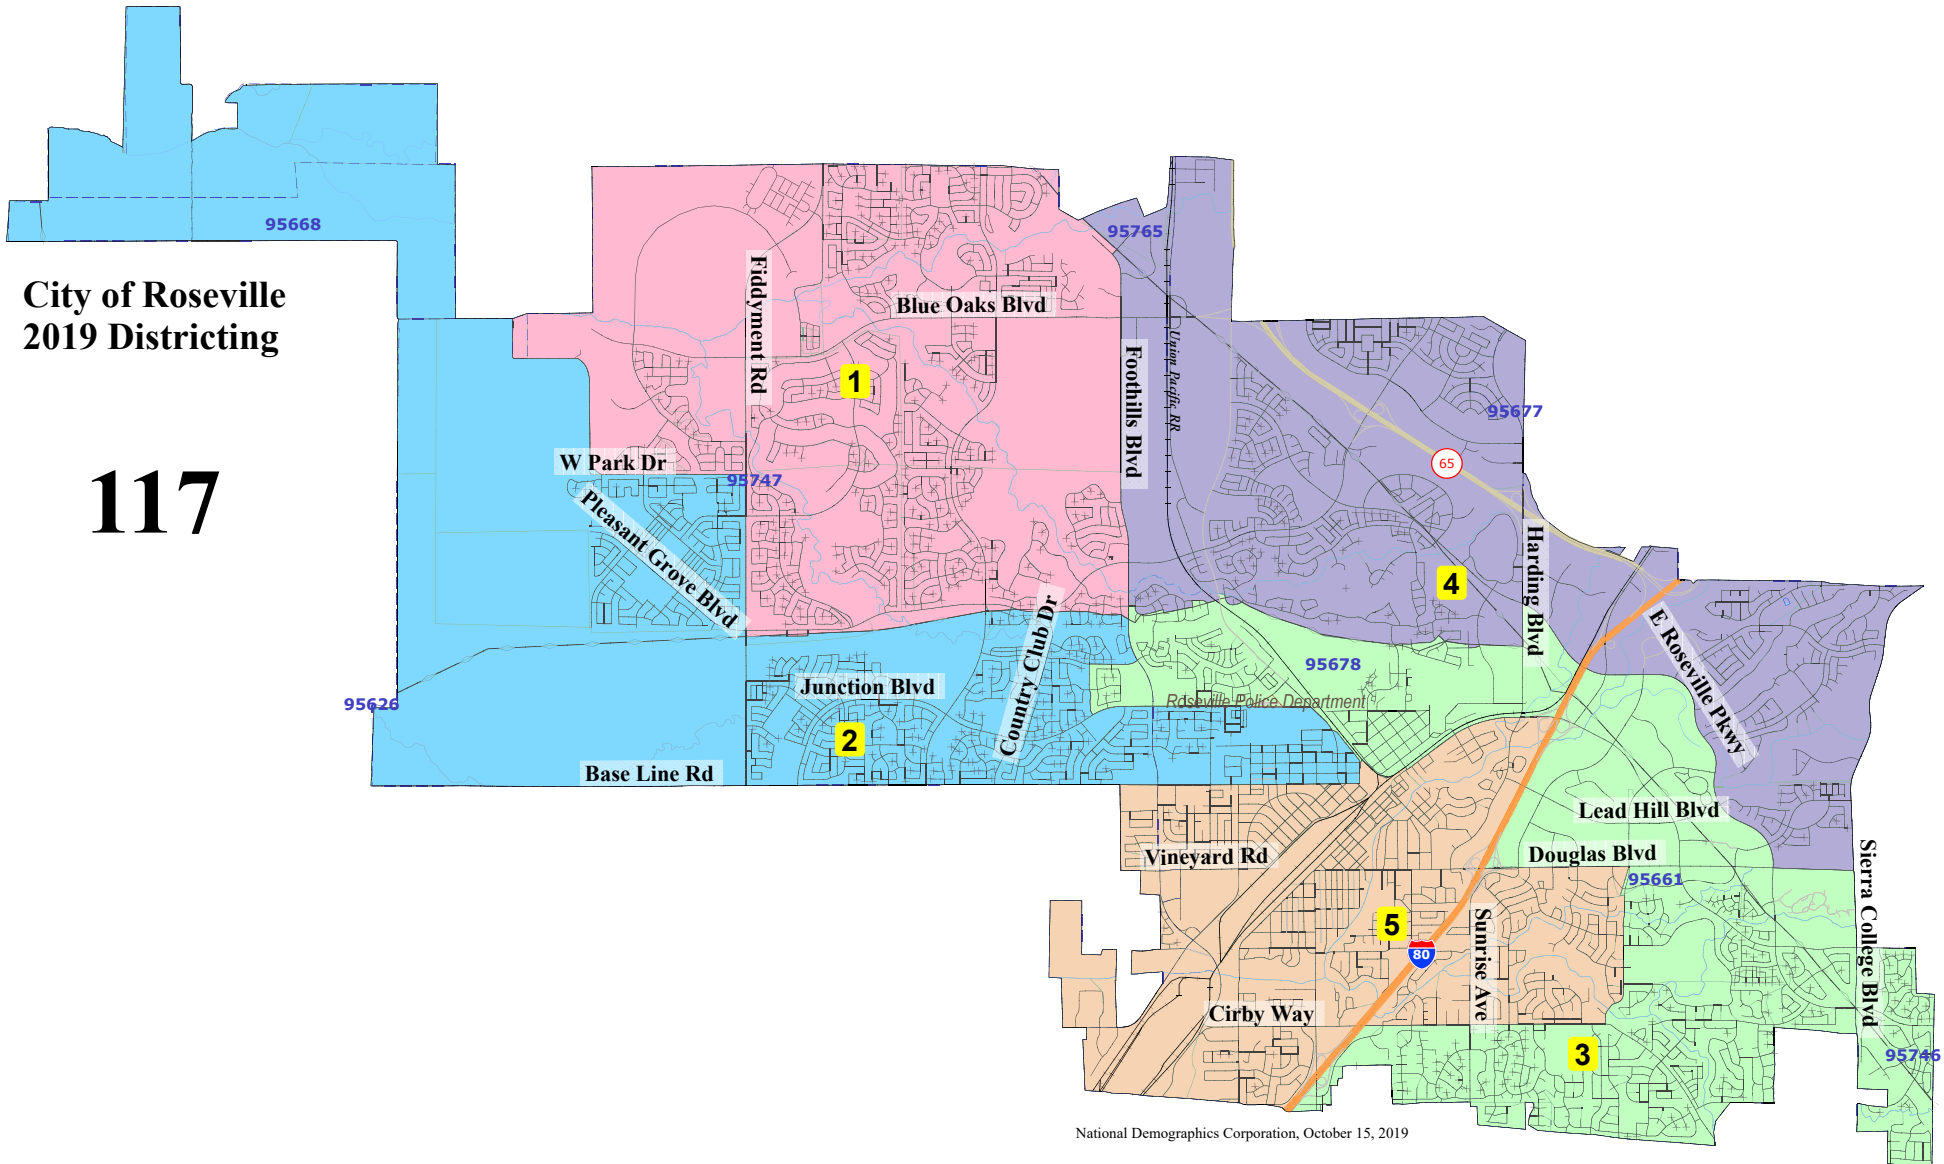 95668
95765
City of Roseville
2019 Districting
Fiddyment Rd
Blue Oaks Blvd
Foothills Blvd
Union Pacific RR
1
95677
65
117
W Park Dr
95747
Pleasant Grove Blvd
Harding Blvd
4
Country Club Dr
E Roseville Pkwy
95678
Junction Blvd
Roseville Police Department
95626
2
Base Line Rd
Lead Hill Blvd
Vineyard Rd
Douglas Blvd
95661
Sierra College Blvd
5
Sunrise Ave
80
Cirby Way
3
95746
National Demographics Corporation, October 15, 2019